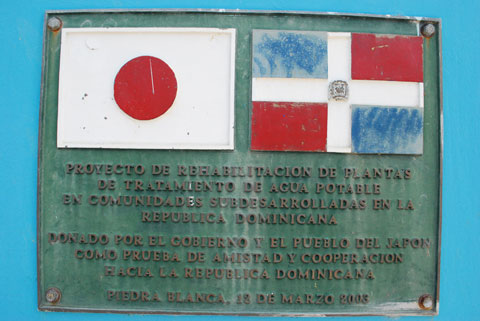 PROYECTO DE REHABILITACION DE PLANTAS
DE TRATAMIENTO DE AGUA POTABLE
EN COMUNIDADES SUBDESARROLLADAS EN LA
REPUBLICA DOMINICANA
DONADO POR EL GOBIERNO Y EL PUEBLO DEL JAPON
COMO PRUEBA DE AMISTAD Y COOPERACION
HACIA LA REPUBLICA DOMINICANA
PIEDRA BLANCA, 13 DE MARZO 2003